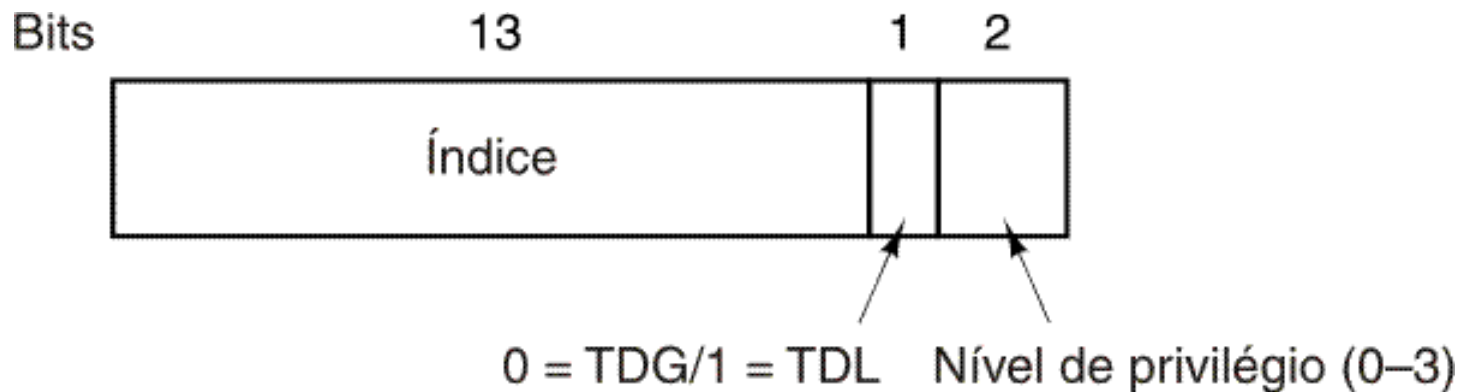 Bits 13 1 2
Índice
0 = TDG/1 = TDL Nível de privilégio (0–3)